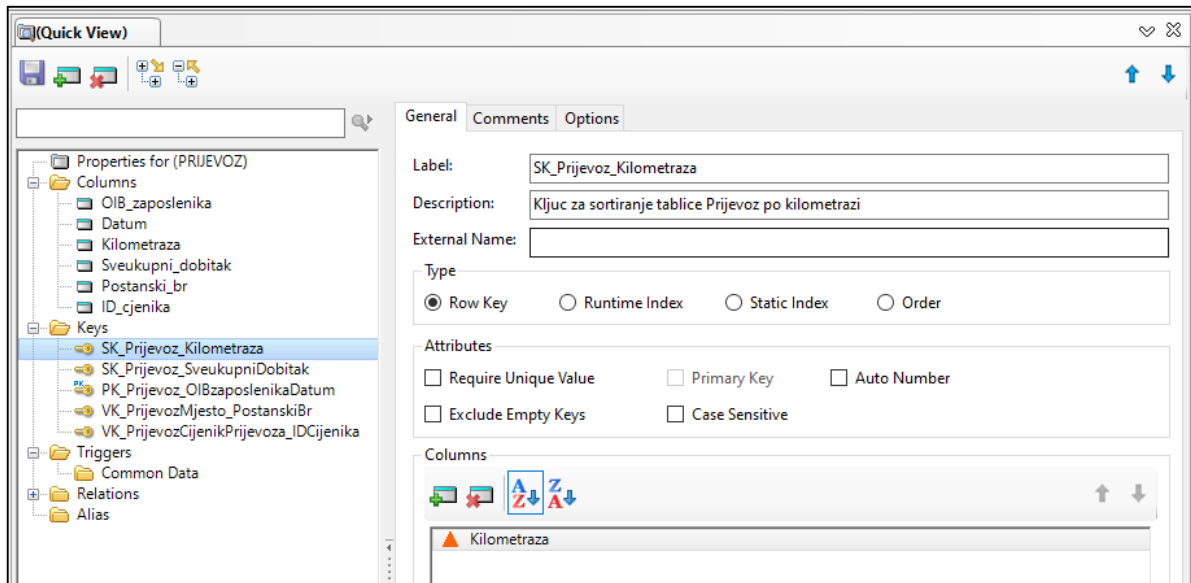 (Quick View)
Properties for (PRIJEVOZ)
Columns
OIB_zaposlenika
Datum
Kilometraza
Sveukupni_dobitak
Postanski_br
ID_cjenika
Keys
SK_Prijevoz_Kilometraza
SK_Prijevoz_SveukupniDobitak
PK_Prijevoz_OIBzaposlenikaDatum
VK_PrijevozMjesto_PostanskiBr
VK_PrijevozCijenikPrijevoza_IDCijenika
Triggers
Common Data
Relations
Alias
General Comments Options
Label: SK_Prijevoz_Kilometraza
Description: Kljuc za sortiranje tablice Prijevoz po kilometrazi
External Name:
Type
Row Key Runtime Index Static Index Order
Attributes
Require Unique Value Primary Key Auto Number
Exclude Empty Keys Case Sensitive
Columns
Kilometraza